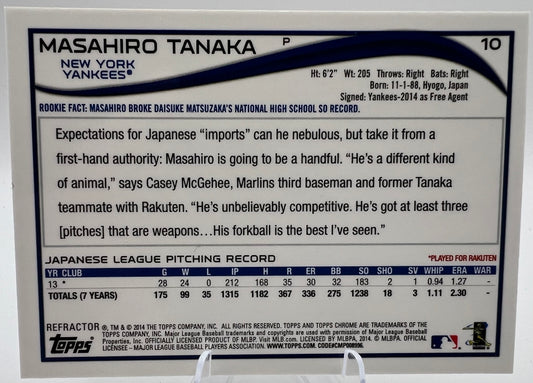 MASAHIRO TANAKA P 10
NEW YORK
YANKEES®
Ht: 6'2" Wt: 205 Throws: Right Bats: Right
Born: 11-1-88, Hyogo, Japan
Signed: Yankees-2014 as Free Agent
ROOKIE FACT: MASAHIRO BROKE DAISUKE MATSUZAKA'S NATIONAL HIGH SCHOOL SO RECORD.
Expectations for Japanese "imports" can he nebulous, but take it from
a first-hand authority: Masahiro is going to be a handful. "He's a different kind
of animal," says Casey McGehee, Marlins third baseman and former Tanaka
teammate with Rakuten. "He's unbelievably competitive. He's got at least three
[pitches] that are weapons...His forkball is the best I've seen."
JAPANESE LEAGUE PITCHING RECORD *PLAYED FOR RAKUTEN
YR CLUB G W L IP H R ER BB SO SHO SV WHIP ERA WAR
13 * 28 24 0 212 168 35 30 32 183 2 1 0.94 1.27 -
TOTALS (7 YEARS) 175 99 35 1315 1182 367 336 275 1238 18 3 1.11 2.30 -
REFRACTOR ®, TM & © 2014 THE TOPPS COMPANY, INC. ALL RIGHTS RESERVED. TOPPS AND TOPPS CHROME ARE TRADEMARKS OF
THE TOPPS COMPANY, INC. Major League Baseball trademarks and copyrights are used with permission of Major League Baseball
Properties, Inc. OFFICIALLY LICENSED PRODUCT OF MLBP. Visit MLB.com. LICENSED BY MLBPA, 2014. © MLBPA. OFFICIAL
LICENSEE - MAJOR LEAGUE BASEBALL PLAYERS ASSOCIATION. WWW.TOPPS.COM.
Topps